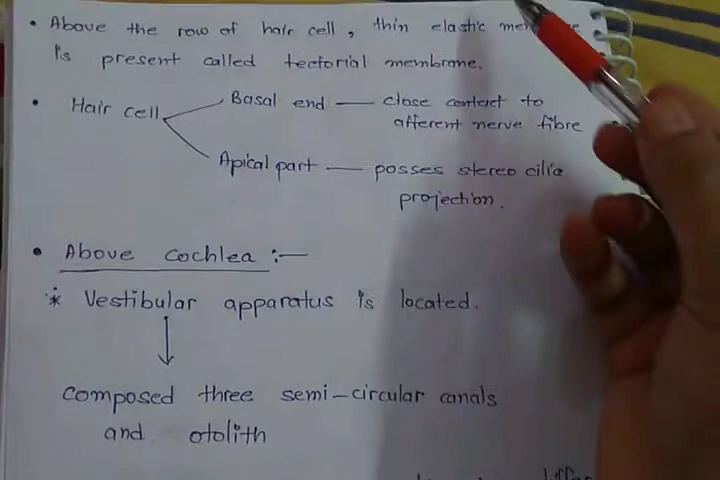 • Above the row of hair cell, thin elastic
is present called tectorial membrane.
• Hair cell
Basal end — close contact to
afferent nerve fibre
Apical part — posses stereo cilia
projection.
• Above cochlea :-
* Vestibular apparatus is located.
composed three semi-circular canals
and otolith